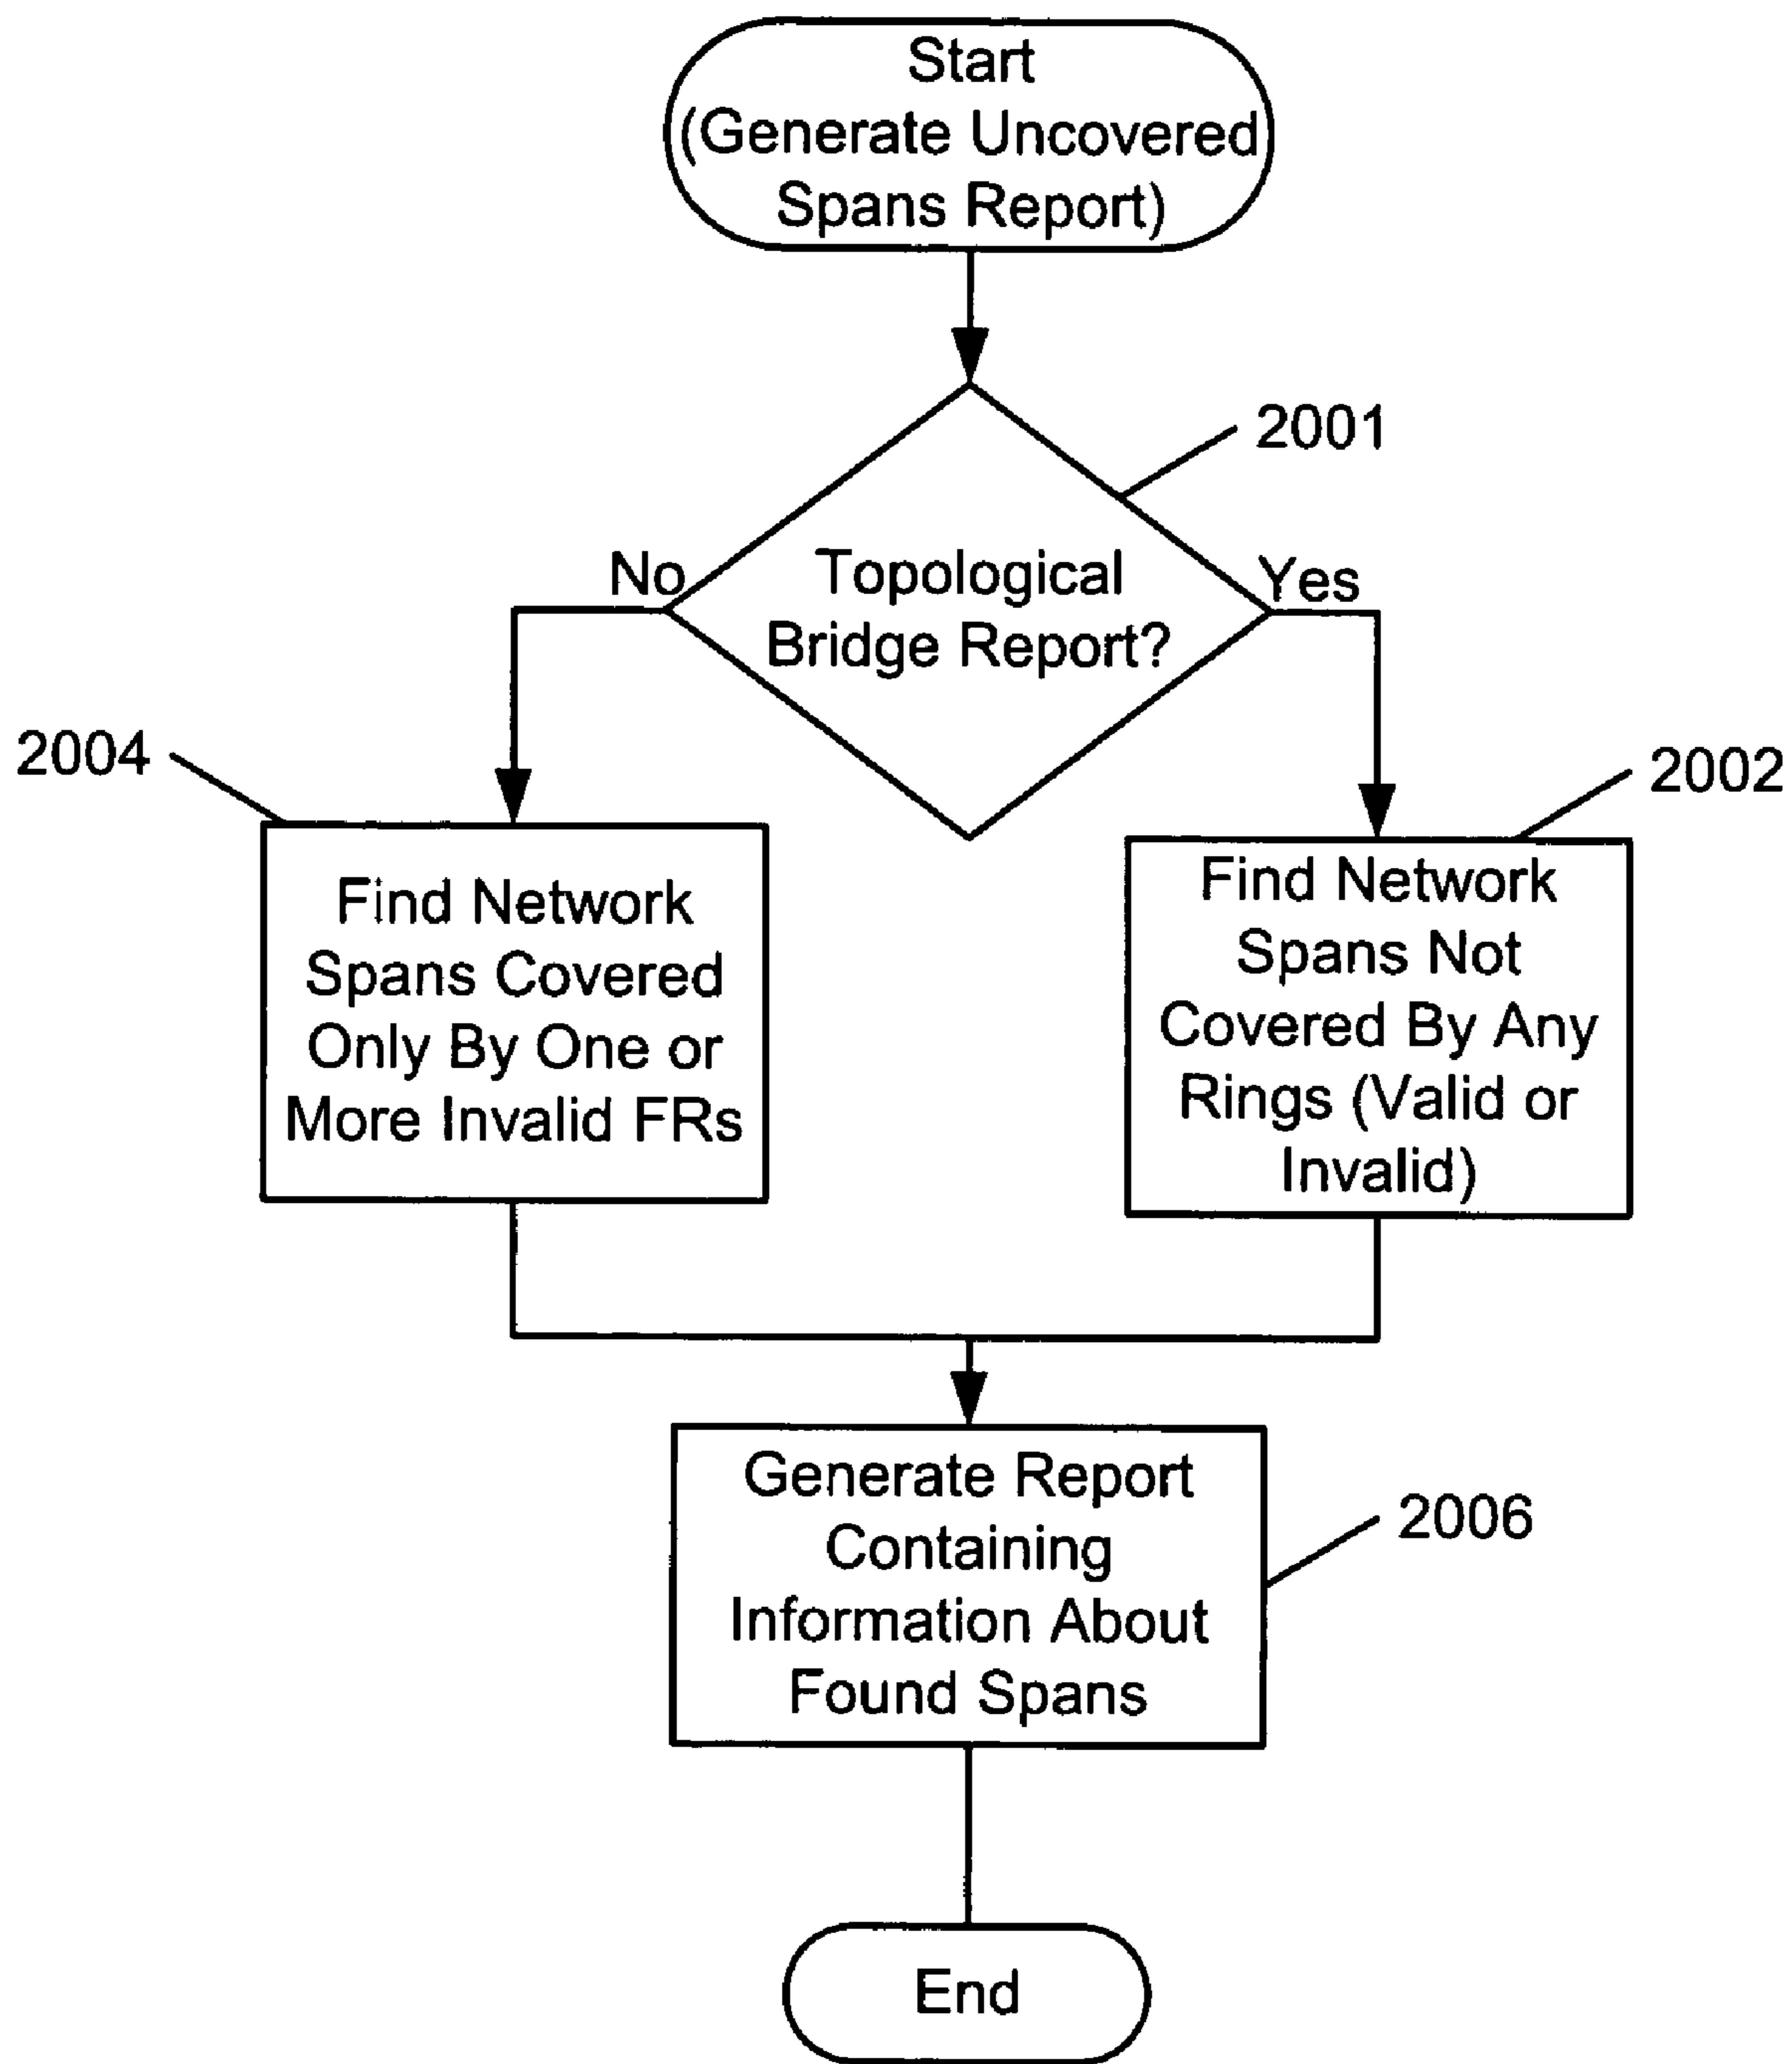 Start
(Generate Uncovered
Spans Report)
2001
No
Topological
Bridge Report?
Yes
2004
2002
Find Network
Spans Covered
Only By One or
More Invalid FRs
Find Network
Spans Not
Covered By Any
Rings (Valid or
Invalid)
Generate Report
Containing
Information About
Found Spans
2006
End